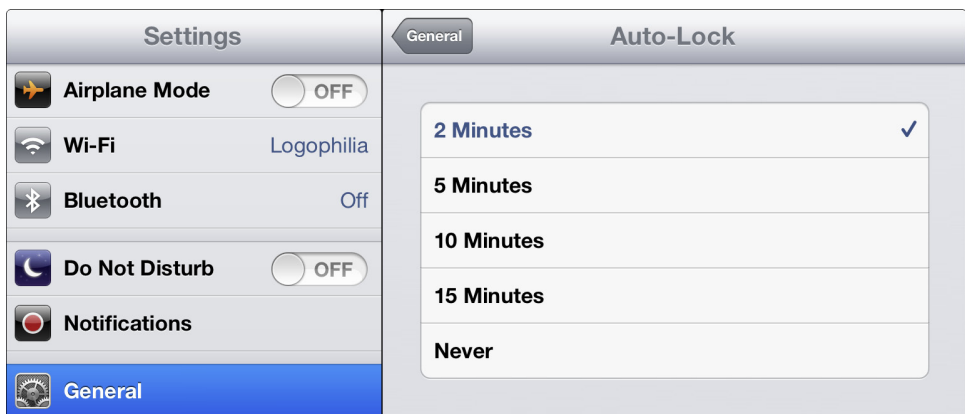 Settings
Airplane Mode OFF
Wi-Fi Logophilia
Bluetooth Off
Do Not Disturb OFF
Notifications
General
General Auto-Lock
2 Minutes
5 Minutes
10 Minutes
15 Minutes
Never